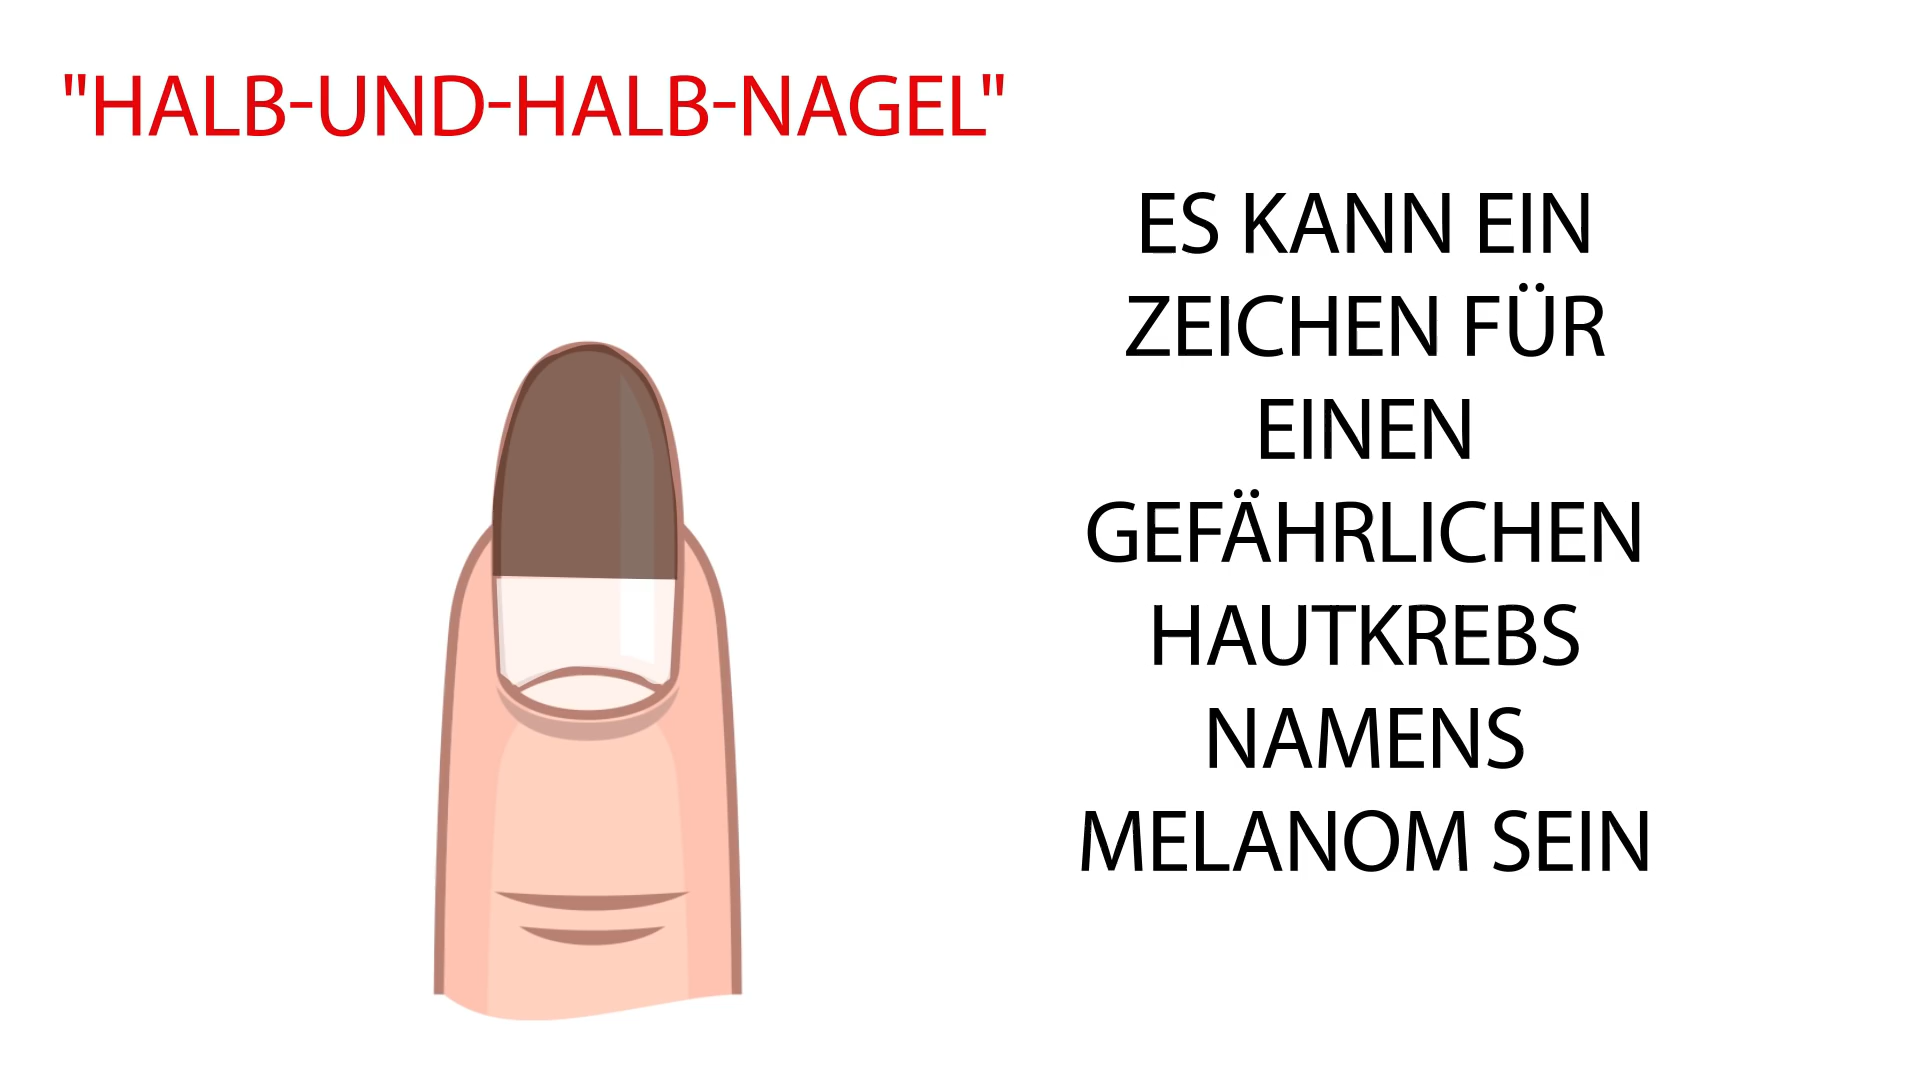 "HALB-UND-HALB-NAGEL"
ES KANN EIN
ZEICHEN FÜR
EINEN
GEFÄHRLICHEN
HAUTKREBS
NAMENS
MELANOM SEIN